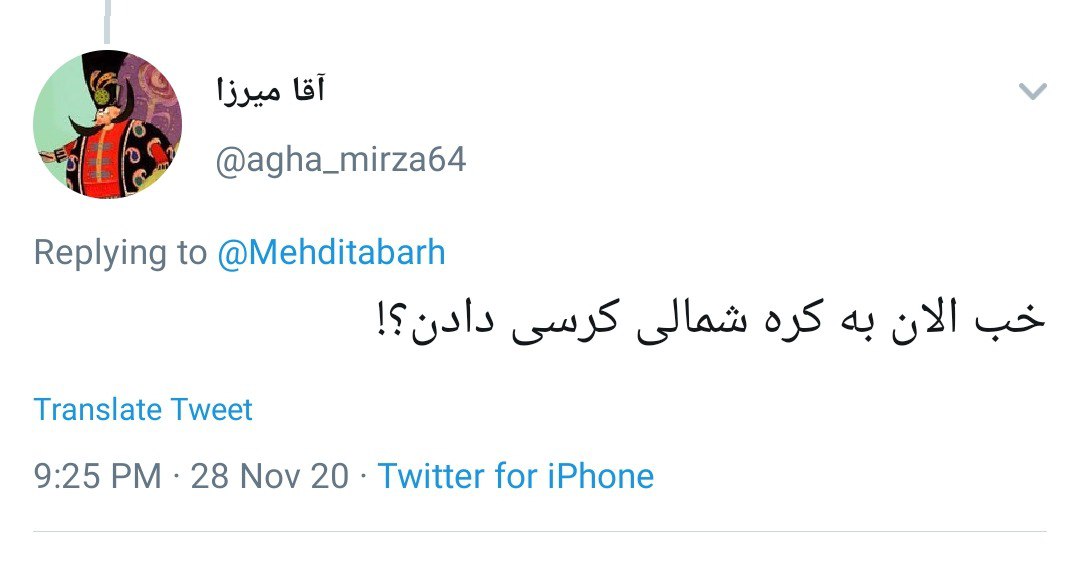 آقا میرزا
@agha_mirza64
Replying to @Mehditabarh
خب الان به کره شمالی کرسی دادن؟!
Translate Tweet
9:25 PM · 28 Nov 20 · Twitter for iPhone